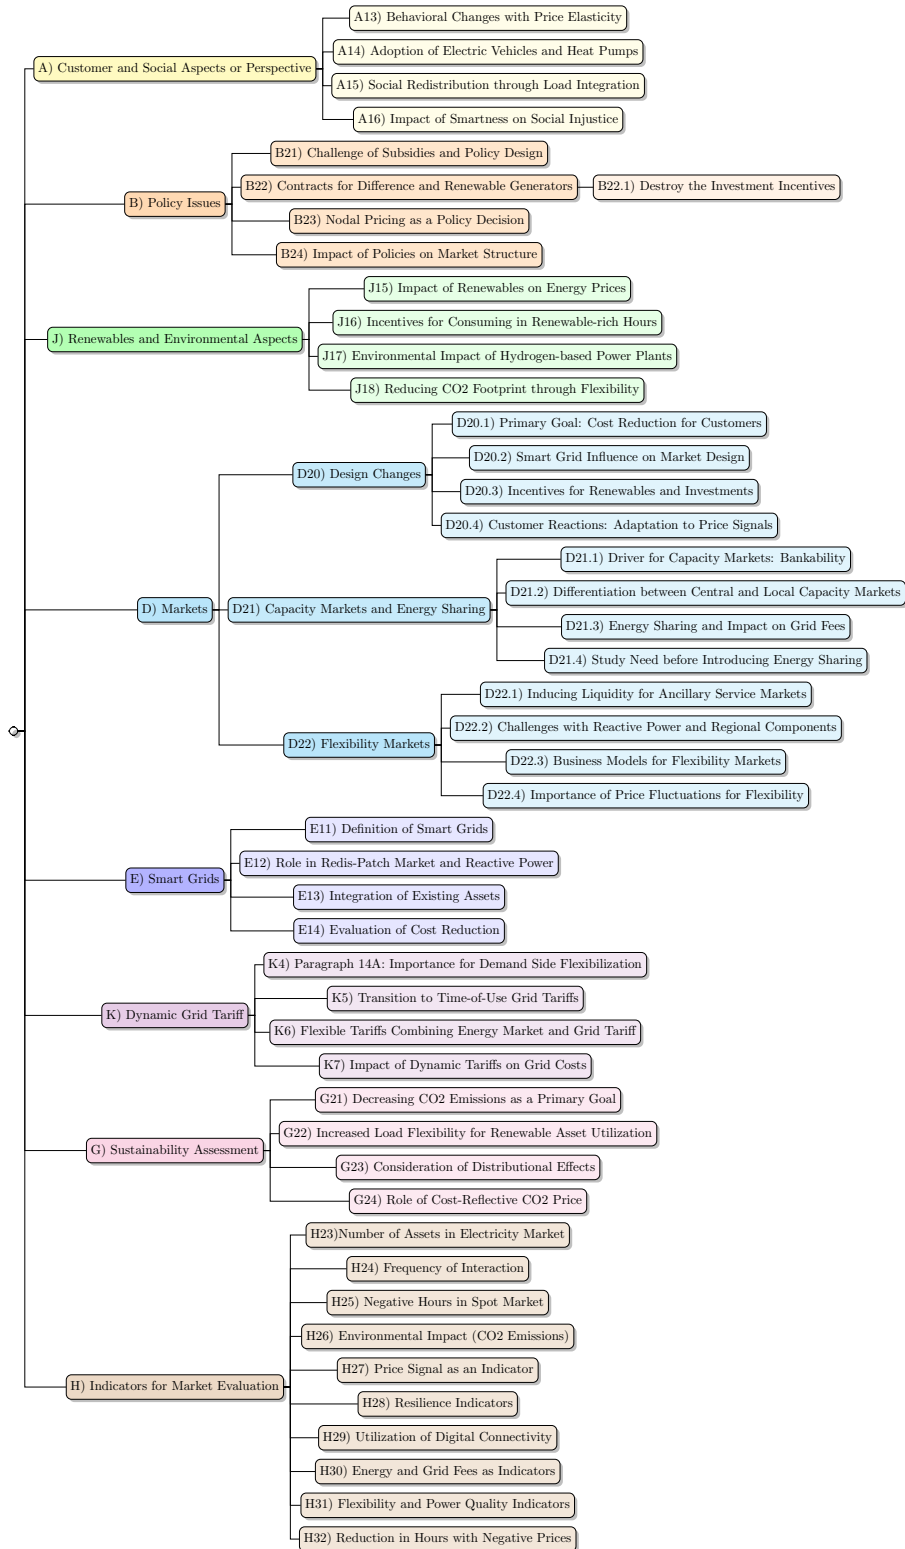 A) Customer and Social Aspects or Perspective
A13) Behavioral Changes with Price Elasticity
A14) Adoption of Electric Vehicles and Heat Pumps
A15) Social Redistribution through Load Integration
A16) Impact of Smartness on Social Injustice
B) Policy Issues
B21) Challenge of Subsidies and Policy Design
B22) Contracts for Difference and Renewable Generators
B22.1) Destroy the Investment Incentives
B23) Nodal Pricing as a Policy Decision
B24) Impact of Policies on Market Structure
J) Renewables and Environmental Aspects
J15) Impact of Renewables on Energy Prices
J16) Incentives for Consuming in Renewable-rich Hours
J17) Environmental Impact of Hydrogen-based Power Plants
J18) Reducing CO2 Footprint through Flexibility
D) Markets
D20) Design Changes
D20.1) Primary Goal: Cost Reduction for Customers
D20.2) Smart Grid Influence on Market Design
D20.3) Incentives for Renewables and Investments
D20.4) Customer Reactions: Adaptation to Price Signals
D21) Capacity Markets and Energy Sharing
D21.1) Driver for Capacity Markets: Bankability
D21.2) Differentiation between Central and Local Capacity Markets
D21.3) Energy Sharing and Impact on Grid Fees
D21.4) Study Need before Introducing Energy Sharing
D22) Flexibility Markets
D22.1) Inducing Liquidity for Ancillary Service Markets
D22.2) Challenges with Reactive Power and Regional Components
D22.3) Business Models for Flexibility Markets
D22.4) Importance of Price Fluctuations for Flexibility
E) Smart Grids
E11) Definition of Smart Grids
E12) Role in Redis-Patch Market and Reactive Power
E13) Integration of Existing Assets
E14) Evaluation of Cost Reduction
K) Dynamic Grid Tariff
K4) Paragraph 14A: Importance for Demand Side Flexibilization
K5) Transition to Time-of-Use Grid Tariffs
K6) Flexible Tariffs Combining Energy Market and Grid Tariff
K7) Impact of Dynamic Tariffs on Grid Costs
G) Sustainability Assessment
G21) Decreasing CO2 Emissions as a Primary Goal
G22) Increased Load Flexibility for Renewable Asset Utilization
G23) Consideration of Distributional Effects
G24) Role of Cost-Reflective CO2 Price
H) Indicators for Market Evaluation
H23)Number of Assets in Electricity Market
H24) Frequency of Interaction
H25) Negative Hours in Spot Market
H26) Environmental Impact (CO2 Emissions)
H27) Price Signal as an Indicator
H28) Resilience Indicators
H29) Utilization of Digital Connectivity
H30) Energy and Grid Fees as Indicators
H31) Flexibility and Power Quality Indicators
H32) Reduction in Hours with Negative Prices